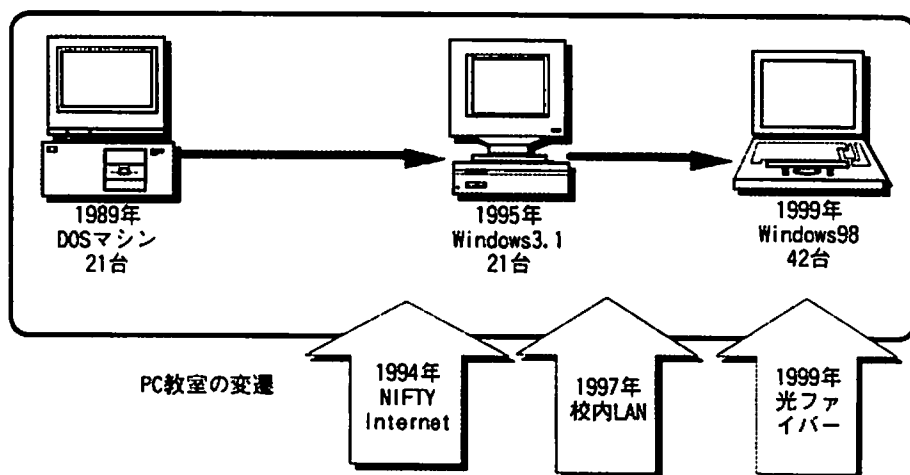 1989年
DOSマシン
21台
1995年
Windows3.1
21台
1999年
Windows98
42台
PC教室の変遷
1994年
NIFTY
Internet
1997年
校内LAN
1999年
光ファ
イバー